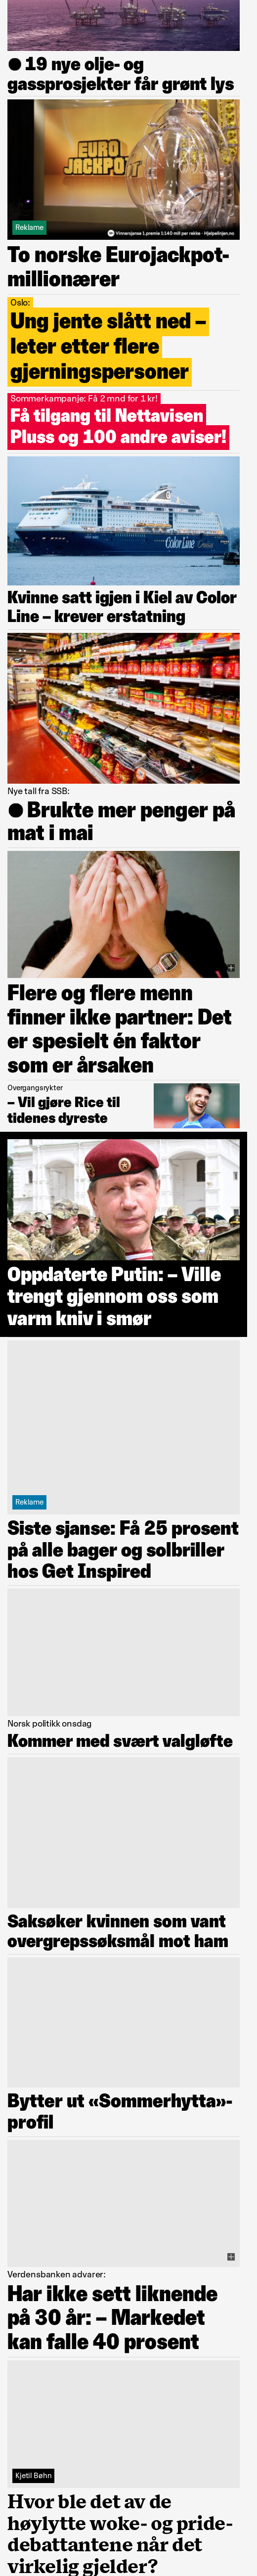 19 nye olje- og
gassprosjekter får grønt lys
EURO
JACKPOT
Reklame
Vinnersjanse 1.premie 1:140 mill per rekke - Hjelpelinjen.no
To norske Eurojackpot-
millionærer
Oslo:
Ung jente slått ned –
leter etter flere
gjerningspersoner
Sommerkampanje: Få 2 mnd for 1 kr!
Få tilgang til Nettavisen
Pluss og 100 andre aviser!
Color Line
Kvinne satt igjen i Kiel av Color
Line – krever erstatning
Nye tall fra SSB:
Brukte mer penger på
mat i mai
Flere og flere menn
finner ikke partner: Det
er spesielt én faktor
som er årsaken
Overgangsrykter
– Vil gjøre Rice til
tidenes dyreste
Oppdaterte Putin: – Ville
trengt gjennom oss som
varm kniv i smør
Reklame
Siste sjanse: Få 25 prosent
på alle bager og solbriller
hos Get Inspired
Norsk politikk onsdag
Kommer med svært valgløfte
Saksøker kvinnen som vant
overgrepssøksmål mot ham
Bytter ut «Sommerhytta»-
profil
Verdensbanken advarer:
Har ikke sett liknende
på 30 år: – Markedet
kan falle 40 prosent
Kjetil Bøhn
Hvor ble det av de
høylytte woke- og pride-
debattantene når det
virkelig gjelder?